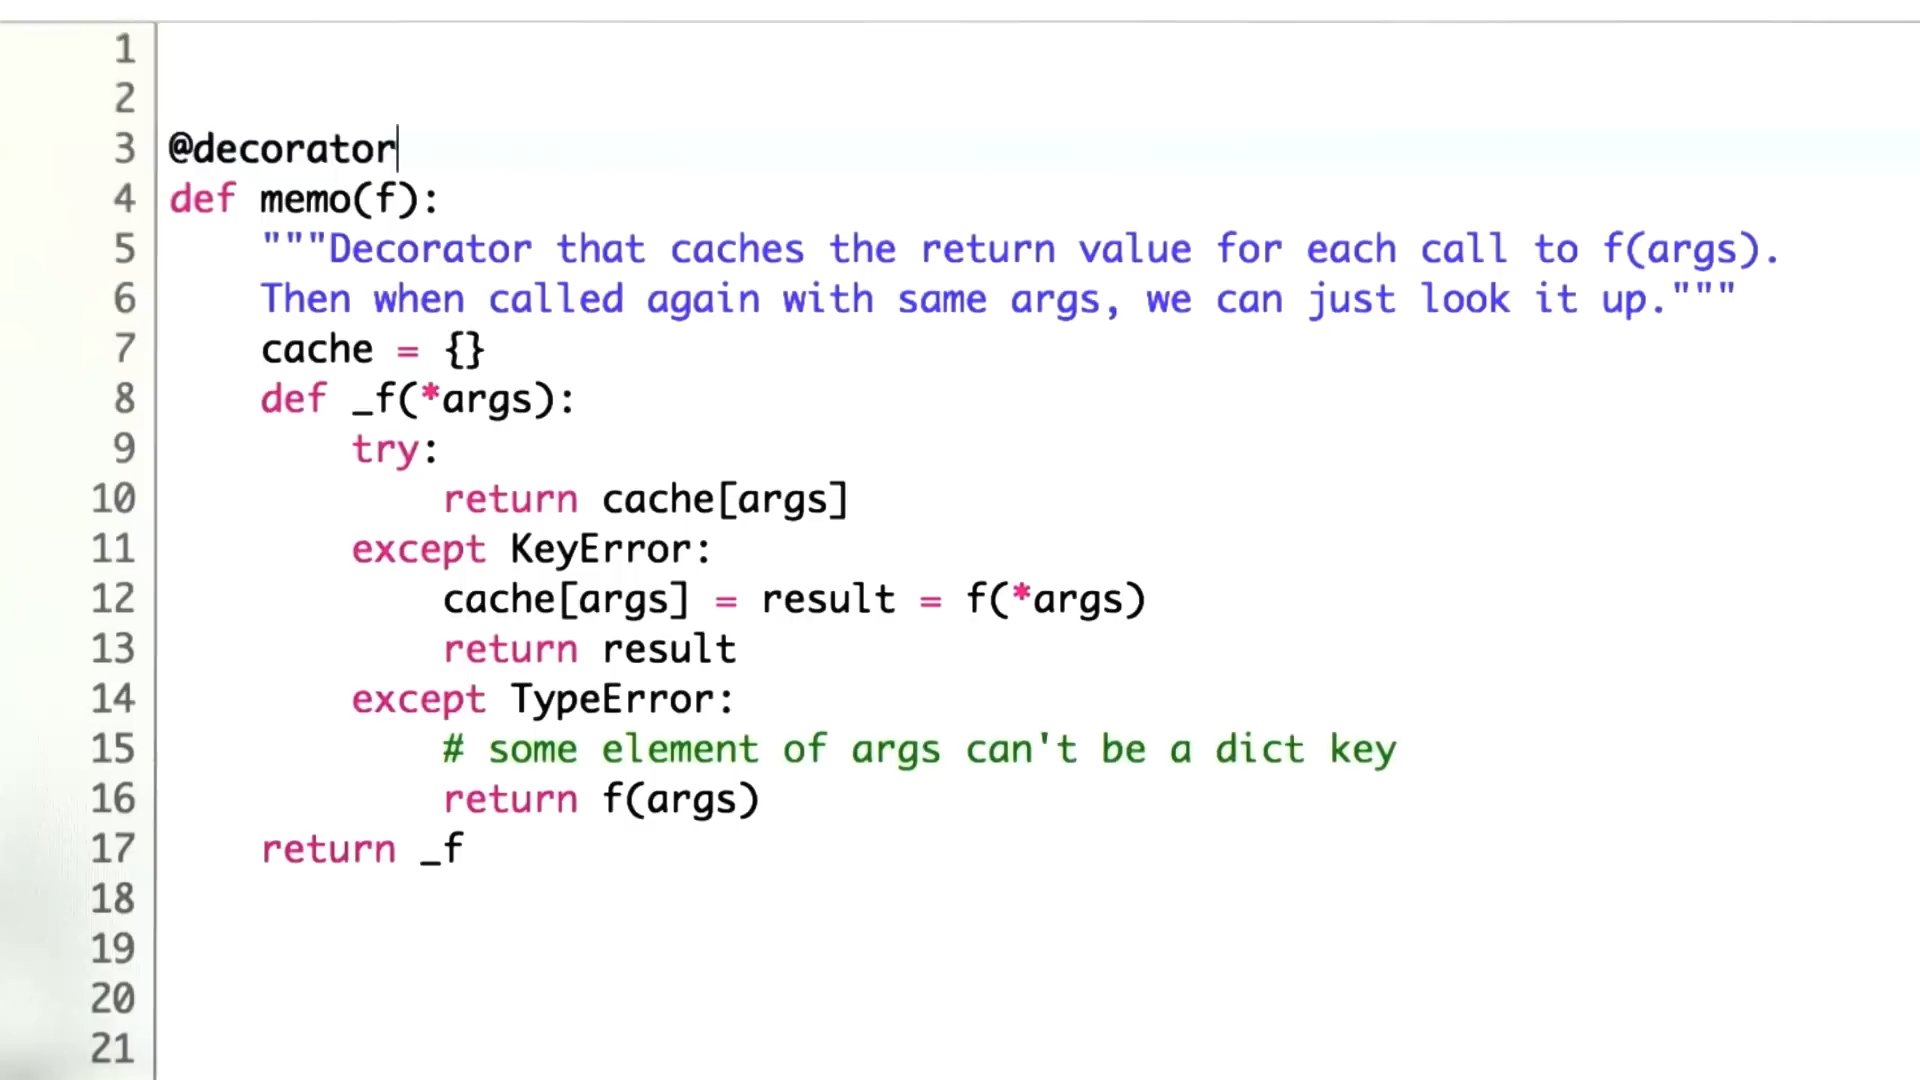 1
2
3 @decorator
4 def memo(f):
5 """Decorator that caches the return value for each call to f(args).
6 Then when called again with same args, we can just look it up."""
7 cache = {}
8 def _f(*args):
9 try:
10 return cache[args]
11 except KeyError:
12 cache[args] = result = f(*args)
13 return result
14 except TypeError:
15 # some element of args can't be a dict key
16 return f(args)
17 return _f
18
19
20
21